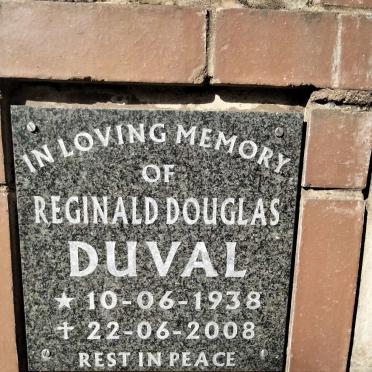 IN LOVING MEMORY
OF
REGINALD DOUGLAS
DUVAL
★ 10-06-1938
✝ 22-06-2008
REST IN PEACE